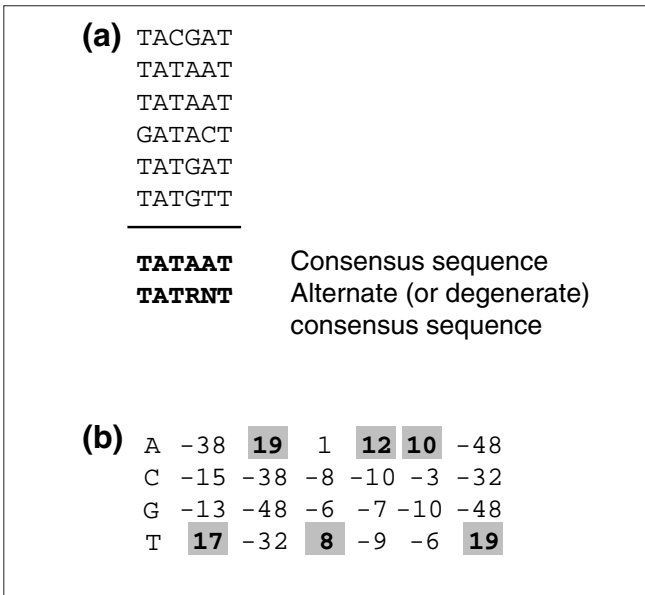 (a) TACGAT
TATAAT
TATAAT
GATACT
TATGAT
TATGTT
TATAAT Consensus sequence
TATRNT Alternate (or degenerate)
consensus sequence
(b) A -38 19 1 12 10 -48
C -15 -38 -8 -10 -3 -32
G -13 -48 -6 -7 -10 -48
T 17 -32 8 -9 -6 19